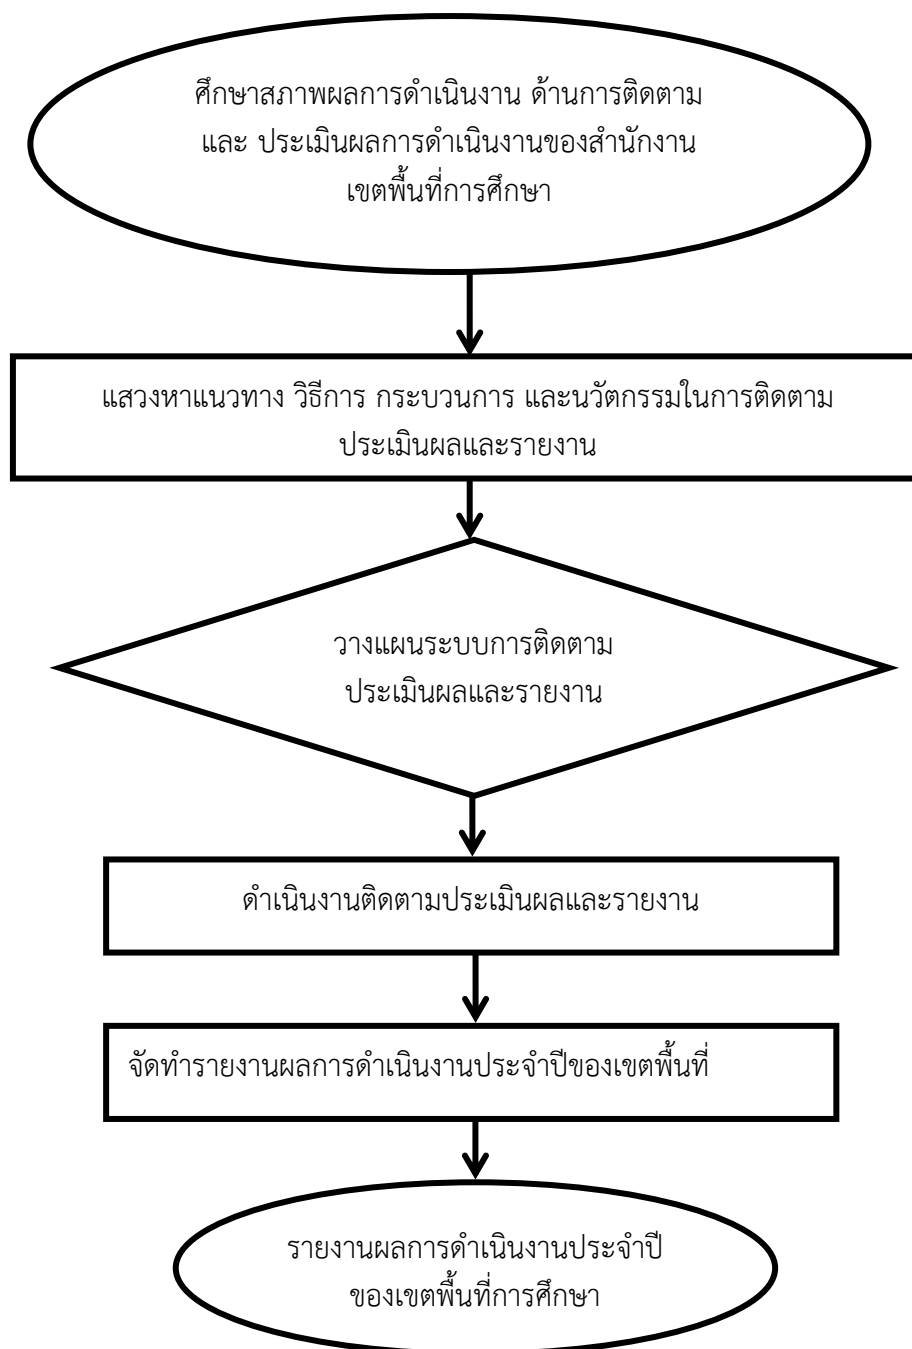 ศึกษาสภาพผลการดำเนินงาน ด้านการติดตาม
และ ประเมินผลการดำเนินงานของสำนักงาน
เขตพื้นที่การศึกษา
แสวงหาแนวทาง วิธีการ กระบวนการ และนวัตกรรมในการติดตาม
ประเมินผลและรายงาน
วางแผนระบบการติดตาม
ประเมินผลและรายงาน
ดำเนินงานติดตามประเมินผลและรายงาน
จัดทำรายงานผลการดำเนินงานประจำปีของเขตพื้นที่
รายงานผลการดำเนินงานประจำปี
ของเขตพื้นที่การศึกษา